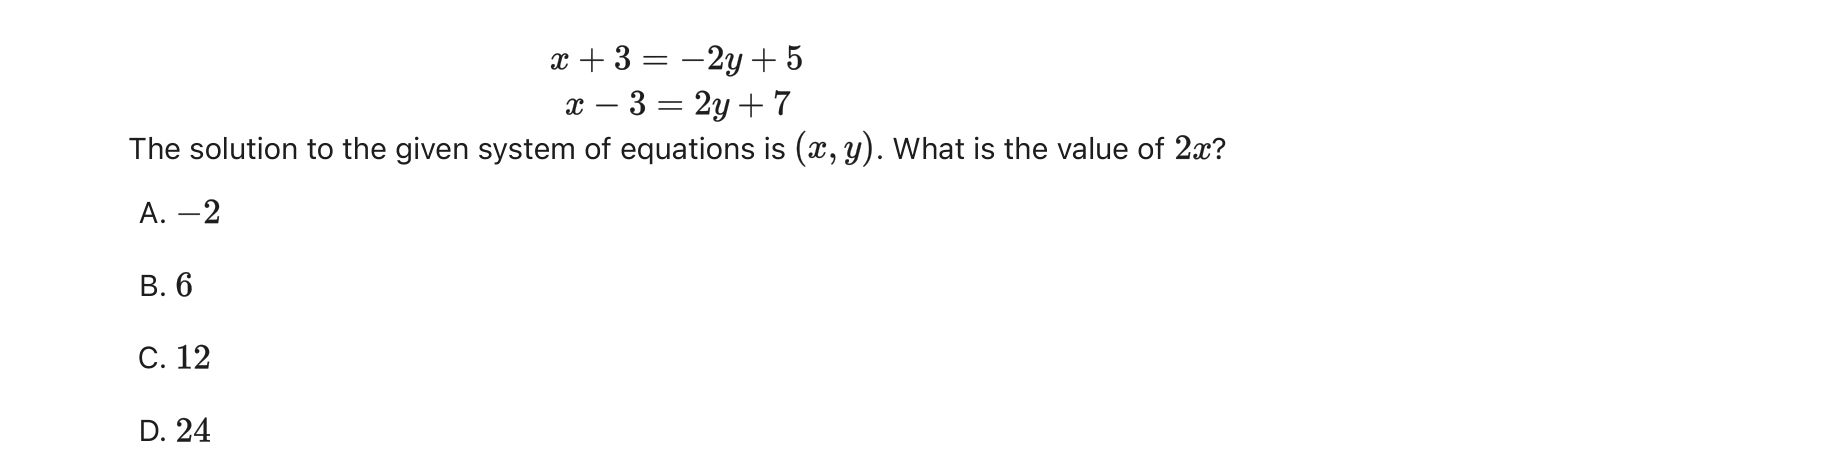 x + 3 = −2y + 5
x − 3 = 2y + 7
The solution to the given system of equations is (x, y). What is the value of 2x?
A. −2
B. 6
C. 12
D. 24